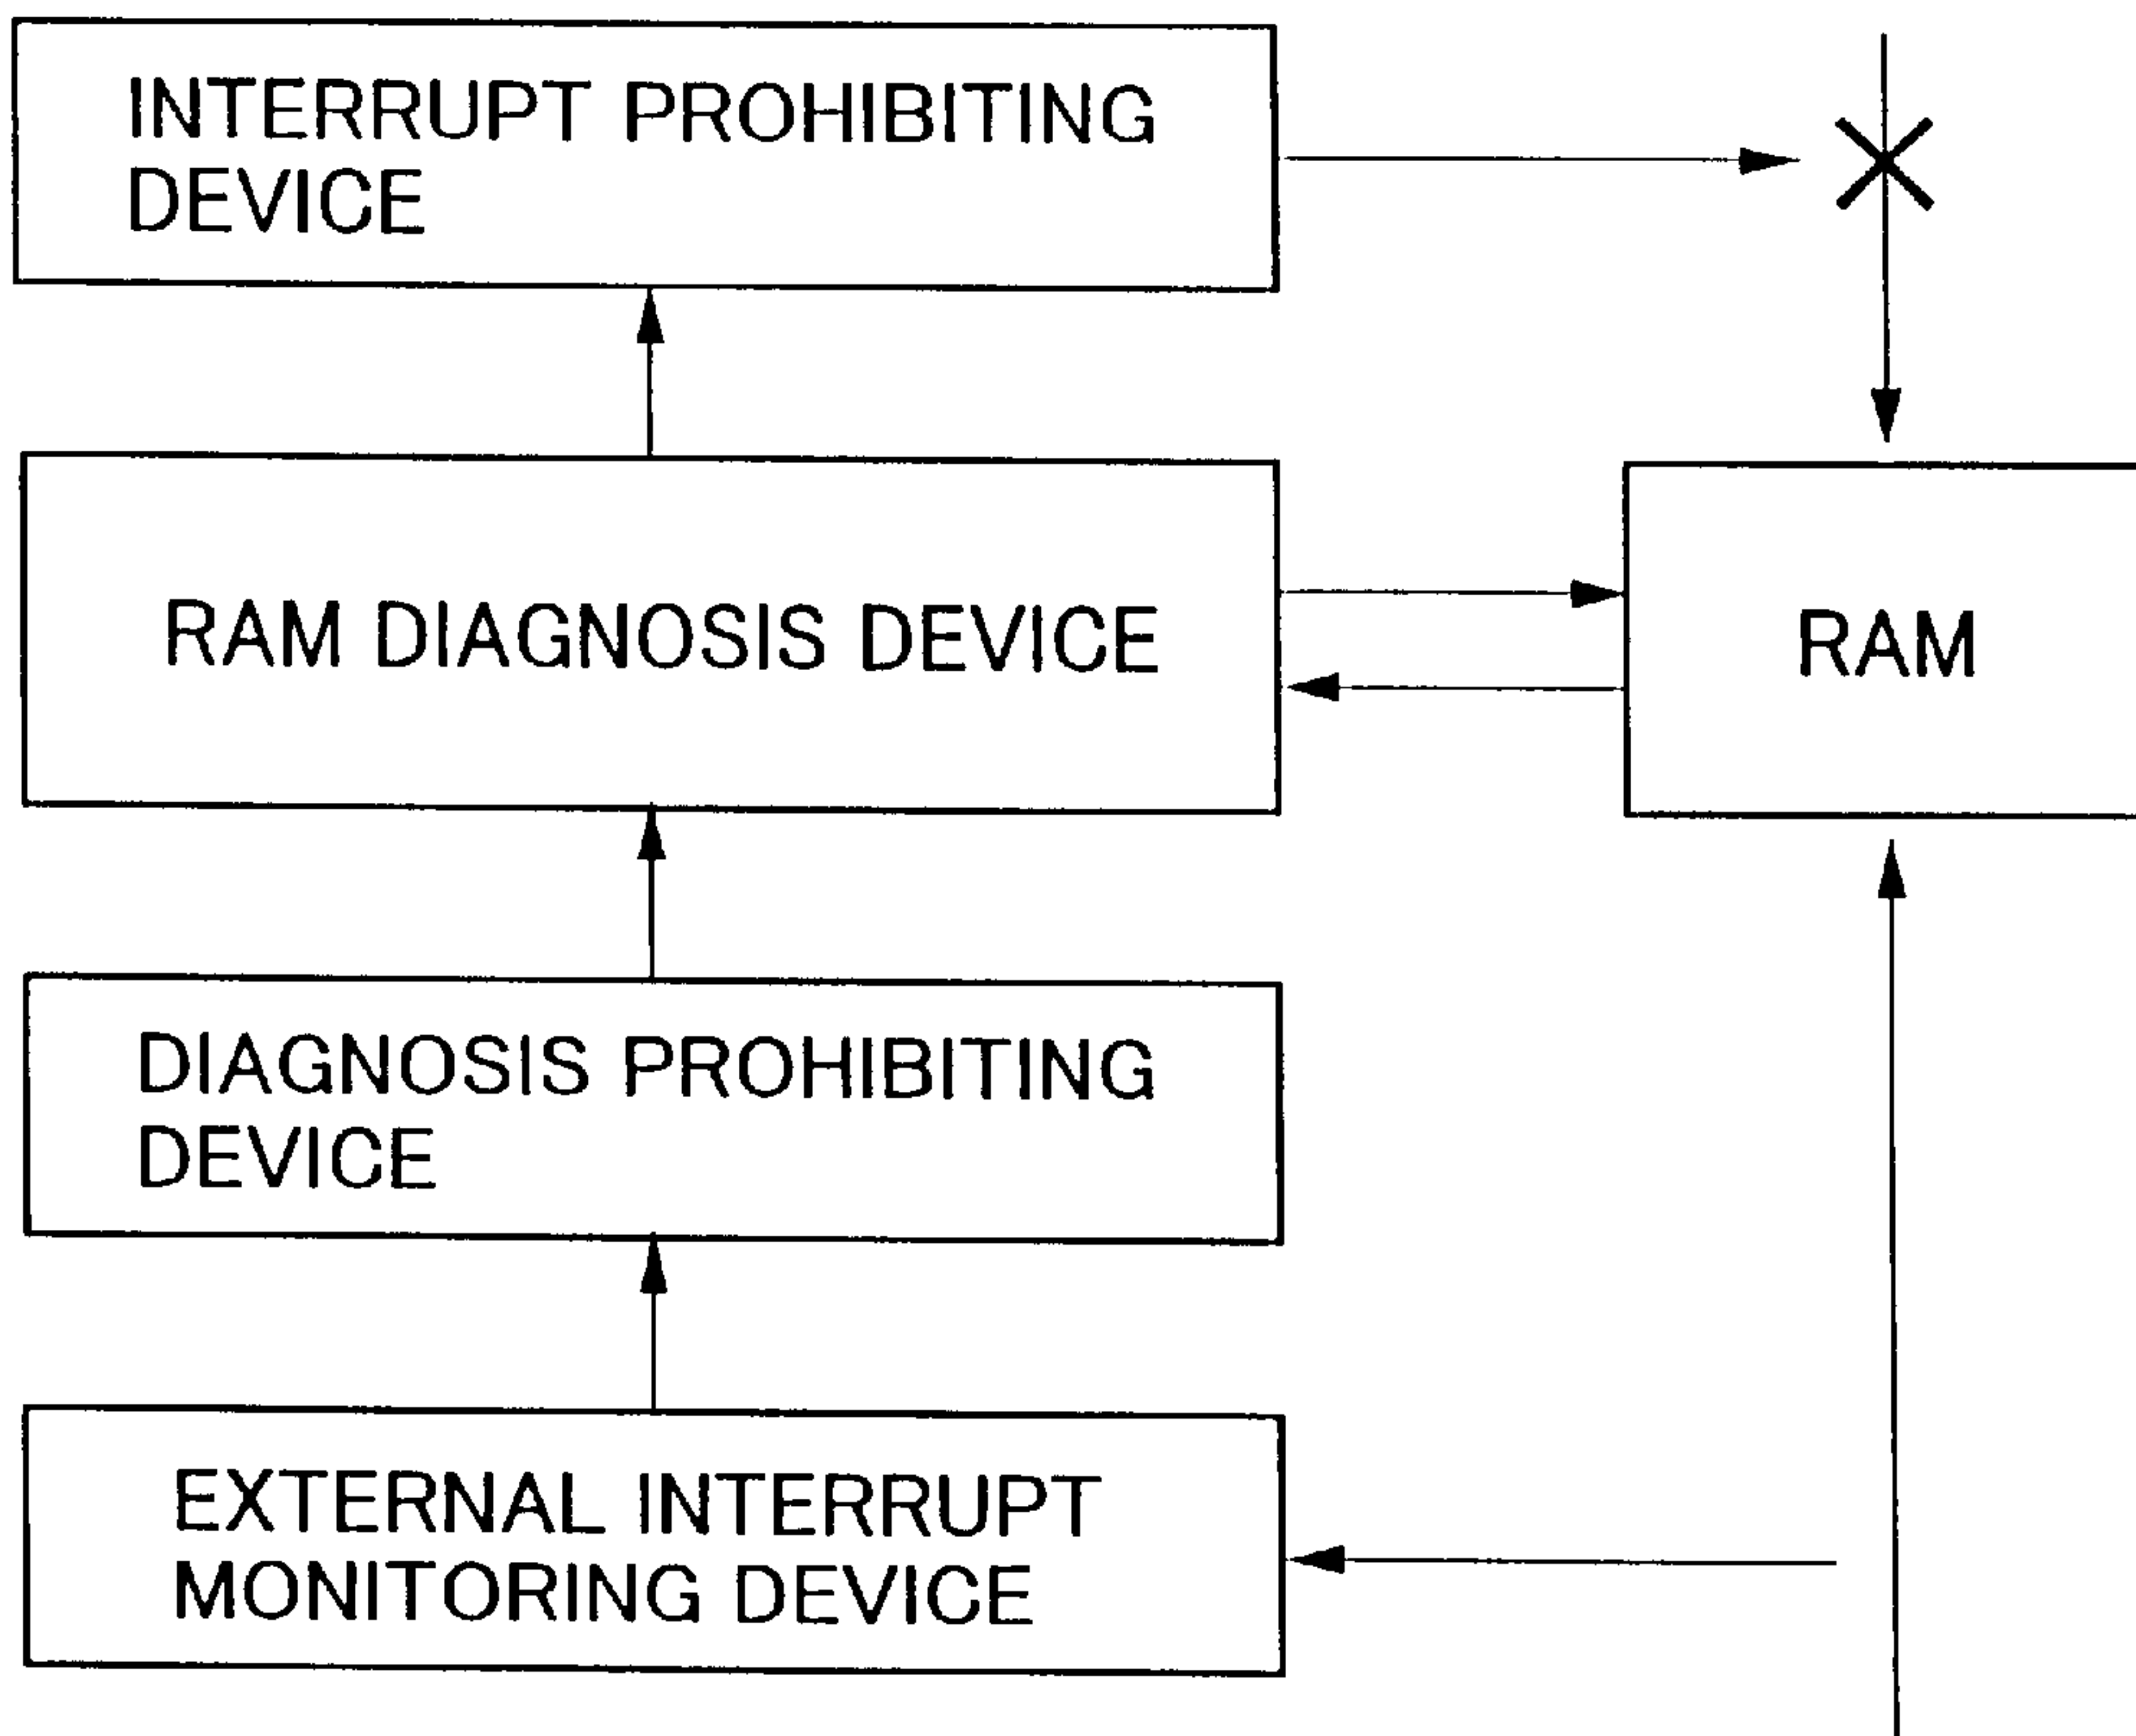 INTERRUPT PROHIBITING
DEVICE
RAM DIAGNOSIS DEVICE
RAM
DIAGNOSIS PROHIBITING
DEVICE
EXTERNAL INTERRUPT
MONITORING DEVICE